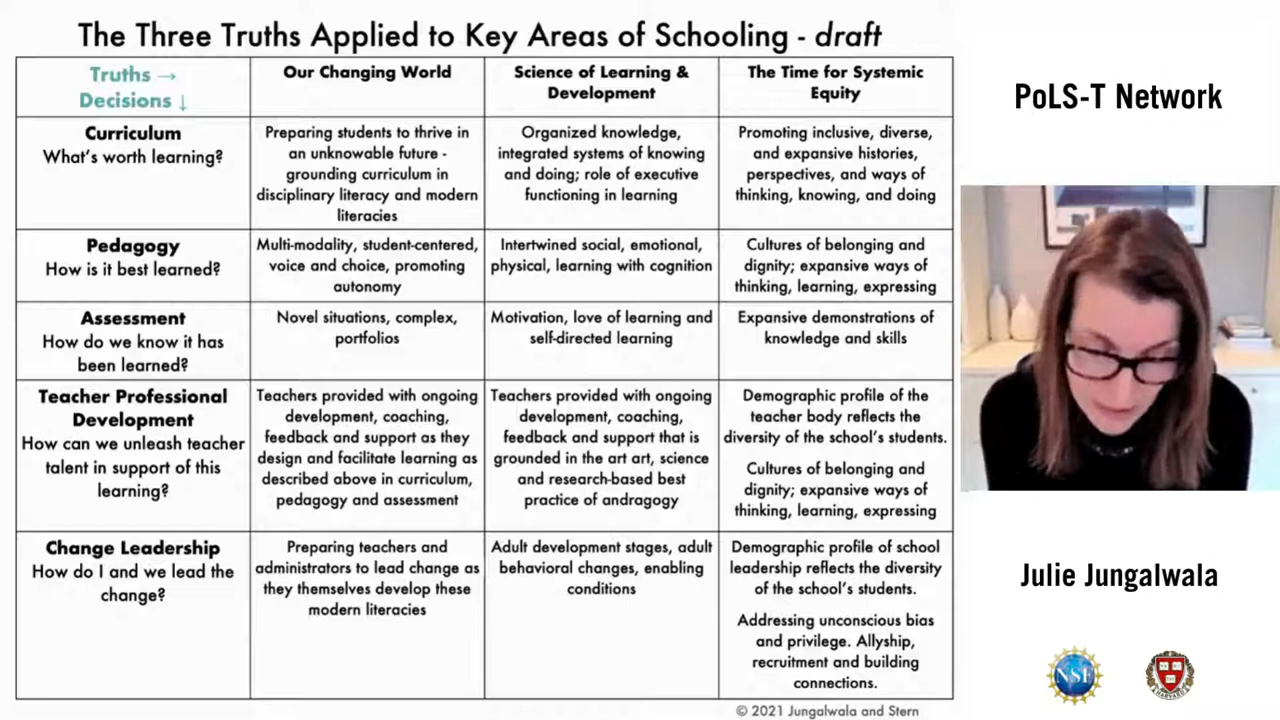 The Three Truths Applied to Key Areas of Schooling - draft
Truths →
Decisions ↓
Our Changing World
Science of Learning &
Development
The Time for Systemic
Equity
Curriculum
What's worth learning?
Preparing students to thrive in
an unknowable future -
grounding curriculum in
disciplinary literacy and modern
literacies
Organized knowledge,
integrated systems of knowing
and doing; role of executive
functioning in learning
Promoting inclusive, diverse,
and expansive histories,
perspectives, and ways of
thinking, knowing, and doing
Pedagogy
How is it best learned?
Multi-modality, student-centered,
voice and choice, promoting
autonomy
Intertwined social, emotional,
physical, learning with cognition
Cultures of belonging and
dignity; expansive ways of
thinking, learning, expressing
Assessment
How do we know it has
been learned?
Novel situations, complex,
portfolios
Motivation, love of learning and
self-directed learning
Expansive demonstrations of
knowledge and skills
Teacher Professional
Development
How can we unleash teacher
talent in support of this
learning?
Teachers provided with ongoing
development, coaching,
feedback and support as they
design and facilitate learning as
described above in curriculum,
pedagogy and assessment
Teachers provided with ongoing
development, coaching,
feedback and support that is
grounded in the art art, science
and research-based best
practice of andragogy
Demographic profile of the
teacher body reflects the
diversity of the school's students.
Cultures of belonging and
dignity; expansive ways of
thinking, learning, expressing
Change Leadership
How do I and we lead the
change?
Preparing teachers and
administrators to lead change as
they themselves develop these
modern literacies
Adult development stages, adult
behavioral changes, enabling
conditions
Demographic profile of school
leadership reflects the diversity
of the school's students.
Addressing unconscious bias
and privilege. Allyship,
recruitment and building
connections.
© 2021 Jungalwala and Stern
PoLS-T Network
Julie Jungalwala
NSF
HARVARD